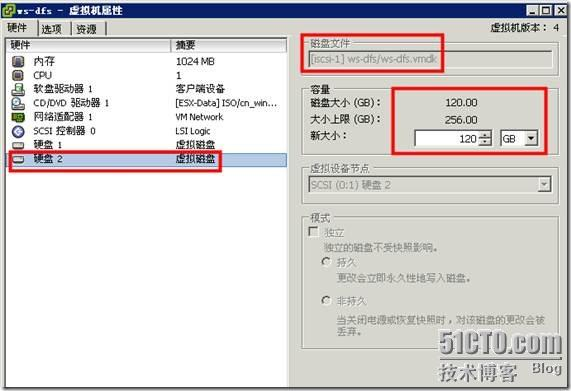 ws-dfs - 虚拟机属性
硬件 选项 资源
虚拟机版本: 4
硬件 摘要
内存 1024 MB
CPU 1
软盘驱动器 1 客户端设备
CD/DVD 驱动器 1 [ESX-Data] ISO/cn_win...
网络适配器 1 VM Network
SCSI 控制器 0 LSI Logic
硬盘 1 虚拟磁盘
硬盘 2 虚拟磁盘
磁盘文件
[iscsi-1] ws-dfs/ws-dfs.vmdk
容量
磁盘大小 (GB): 120.00
大小上限 (GB): 256.00
新大小: 120 GB
虚拟设备节点
SCSI (0:1) 硬盘 2
模式
独立
独立的磁盘不受快照影响。
持久
更改会立即永久性地写入磁盘。
非持久
当关闭电源或恢复快照时，对该磁盘的更改会被
丢弃。
51CTO.com
技术博客 Blog